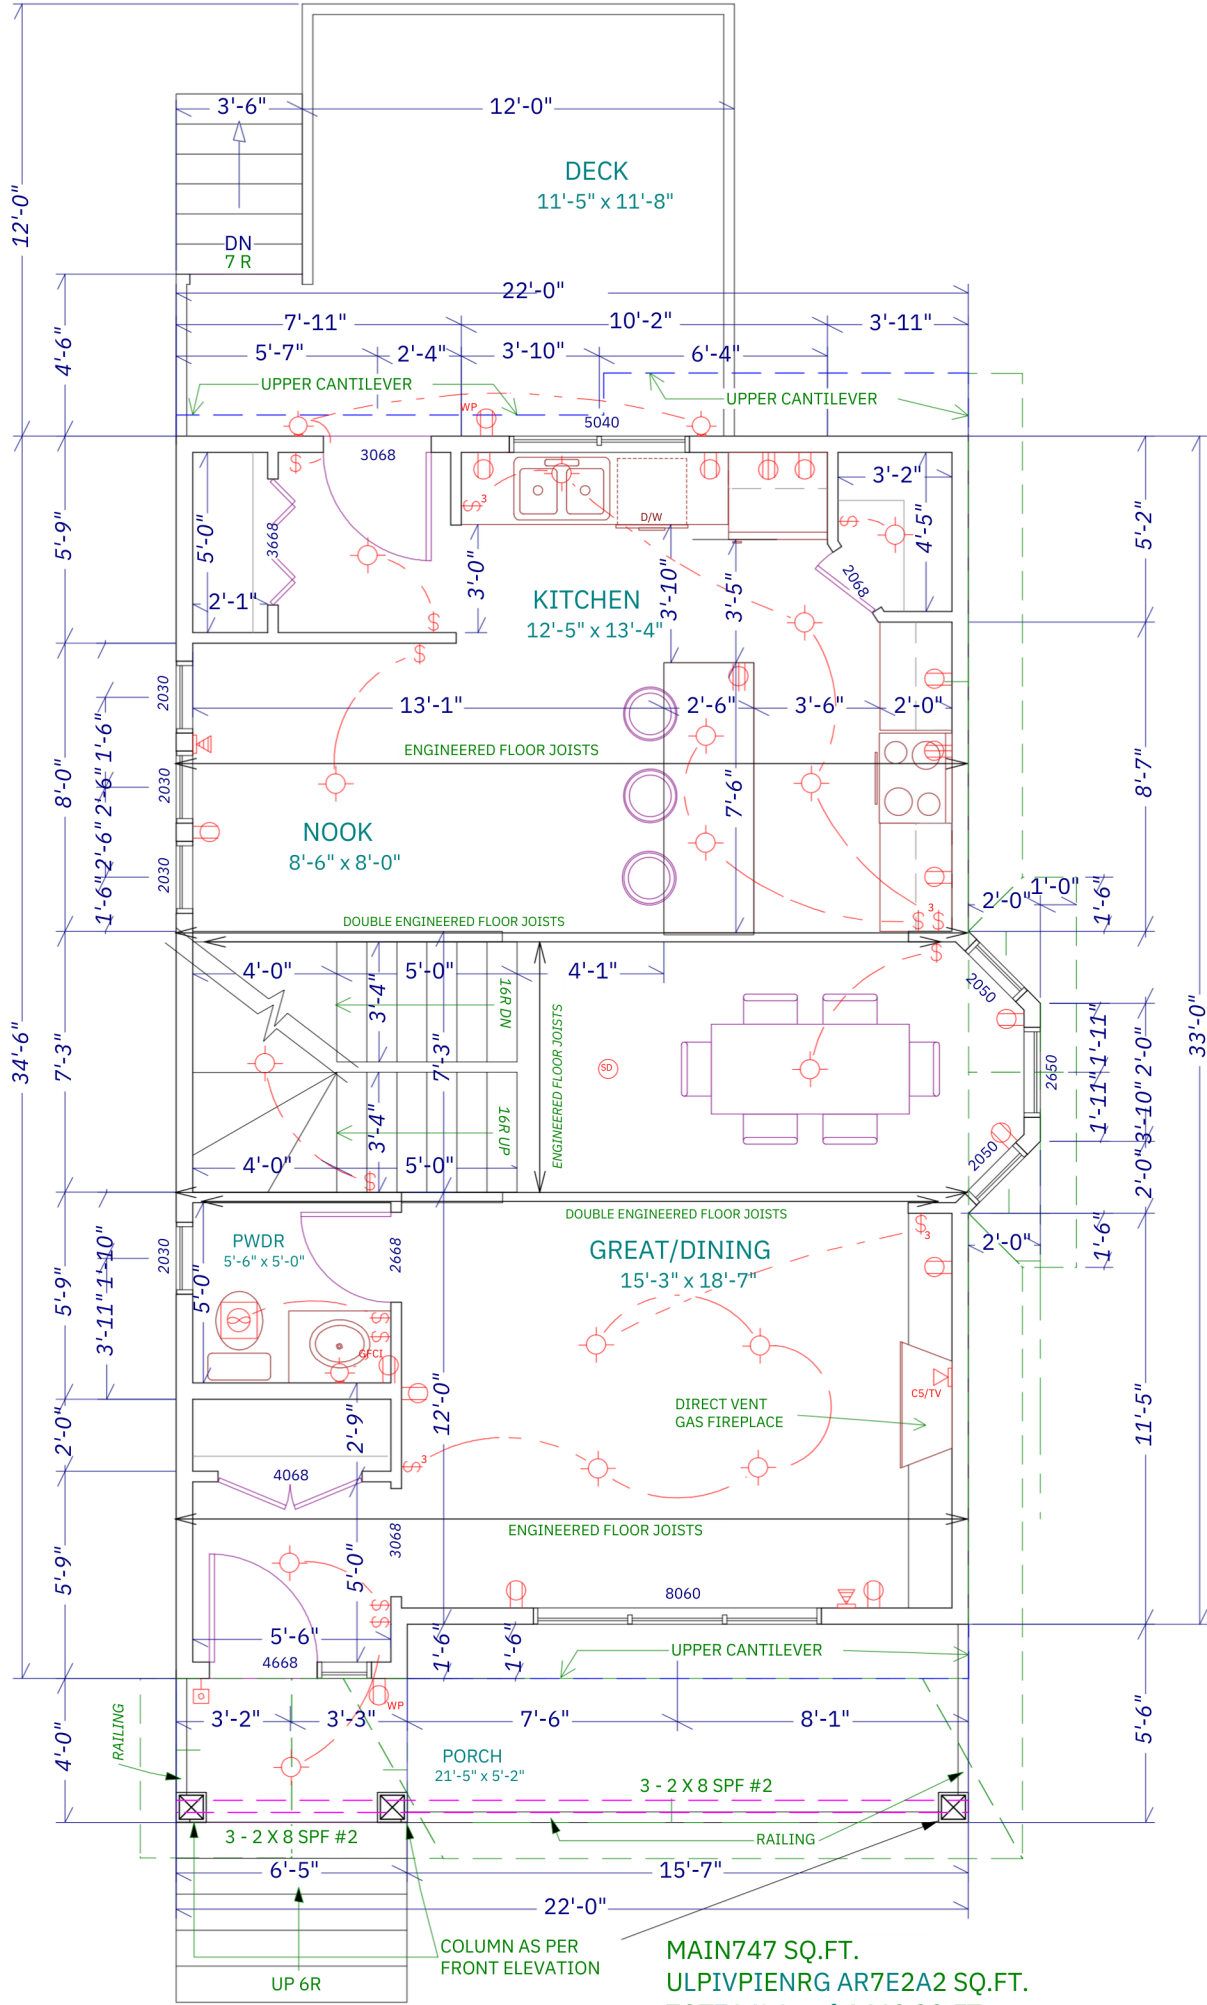 3'-6"
12'-0"
DECK
11'-5" x 11'-8"
12'-0"
DN
7 R
22'-0"
7'-11"
10'-2"
3'-11"
4'-6"
5'-7"
2'-4"
3'-10"
6'-4"
UPPER CANTILEVER
UPPER CANTILEVER
WP
5040
3068
3'-2"
$
$3
D/W
$
5'-9"
5'-0"
3668
4'-5"
5'-2"
2'-1"
3'-0"
3'-10"
3'-5"
2068
KITCHEN
12'-5" x 13'-4"
$
$
2030
13'-1"
2'-6"
3'-6"
2'-0"
1'-6"
ENGINEERED FLOOR JOISTS
8'-0"
2'-6"
2030
7'-6"
8'-7"
NOOK
8'-6" x 8'-0"
2'-6"
2030
1'-6"
DOUBLE ENGINEERED FLOOR JOISTS
$ $3
2'-0"
1'-0"
1'-6"
4'-0"
5'-0"
4'-1"
$
3'-4"
16R DN
2050
34'-6"
7'-3"
7'-3"
ENGINEERED FLOOR JOISTS
SD
2650
1'-11"
2'-0"
33'-0"
3'-4"
16R UP
1'-11"
3'-10"
4'-0"
5'-0"
2050
2'-0"
$
DOUBLE ENGINEERED FLOOR JOISTS
$3
2'-0"
1'-6"
PWDR
5'-6" x 5'-0"
2668
GREAT/DINING
15'-3" x 18'-7"
2030
1'-10"
5'-9"
5'-0"
3'-11"
$
$
GFCI
C5/TV
DIRECT VENT
GAS FIREPLACE
12'-0"
11'-5"
2'-0"
2'-9"
$3
4068
ENGINEERED FLOOR JOISTS
3068
5'-9"
5'-0"
$
$
8060
5'-6"
4668
1'-6"
1'-6"
UPPER CANTILEVER
WP
RAILING
3'-2"
3'-3"
7'-6"
8'-1"
4'-0"
5'-6"
PORCH
21'-5" x 5'-2"
3 - 2 X 8 SPF #2
3 - 2 X 8 SPF #2
RAILING
6'-5"
15'-7"
22'-0"
COLUMN AS PER
FRONT ELEVATION
UP 6R
MAIN747 SQ.FT.
ULPIVPIENRG AR7E2A2 SQ.FT.